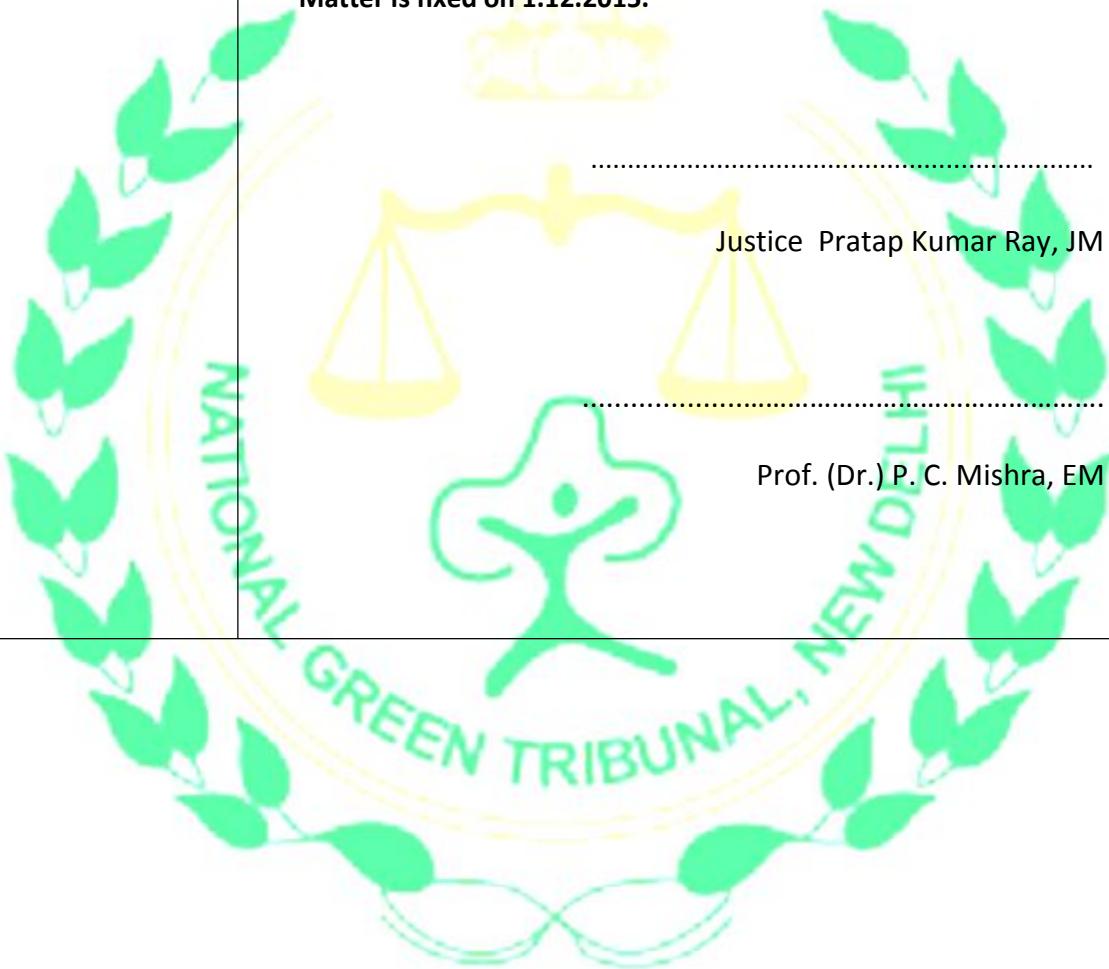 Matter is fixed on 1.12.2015.
................................................................
Justice Pratap Kumar Ray, JM
................................................................
Prof. (Dr.) P. C. Mishra, EM
NATIONAL GREEN TRIBUNAL, NEW DELHI